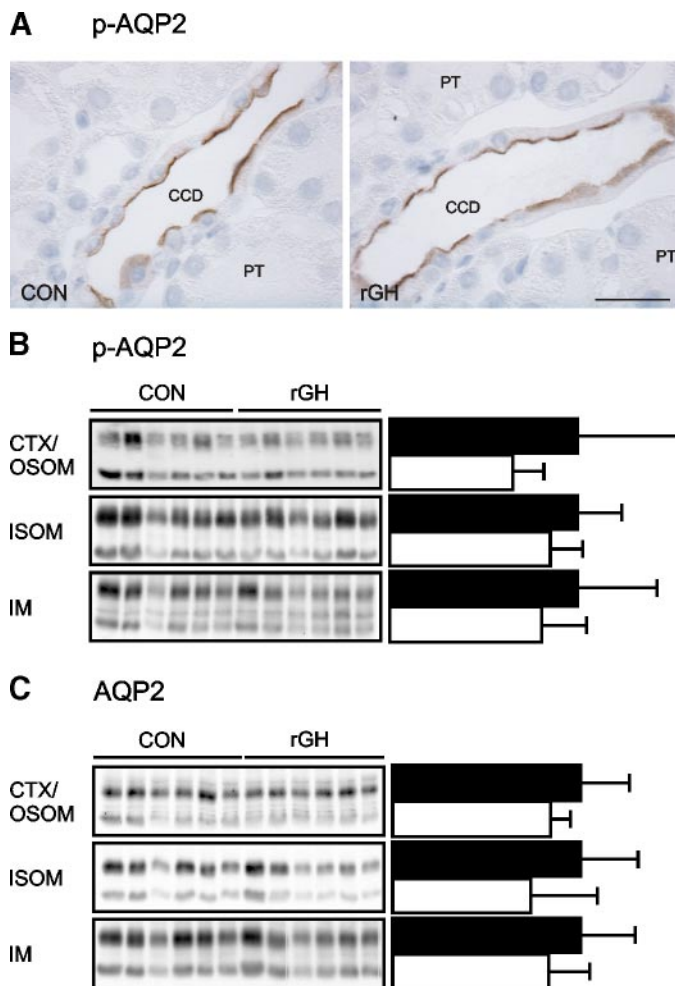 A p-AQP2
PT
CCD
CCD
PT
PT
CON
rGH
B p-AQP2
CON rGH
CTX/
OSOM
ISOM
IM
C AQP2
CON rGH
CTX/
OSOM
ISOM
IM